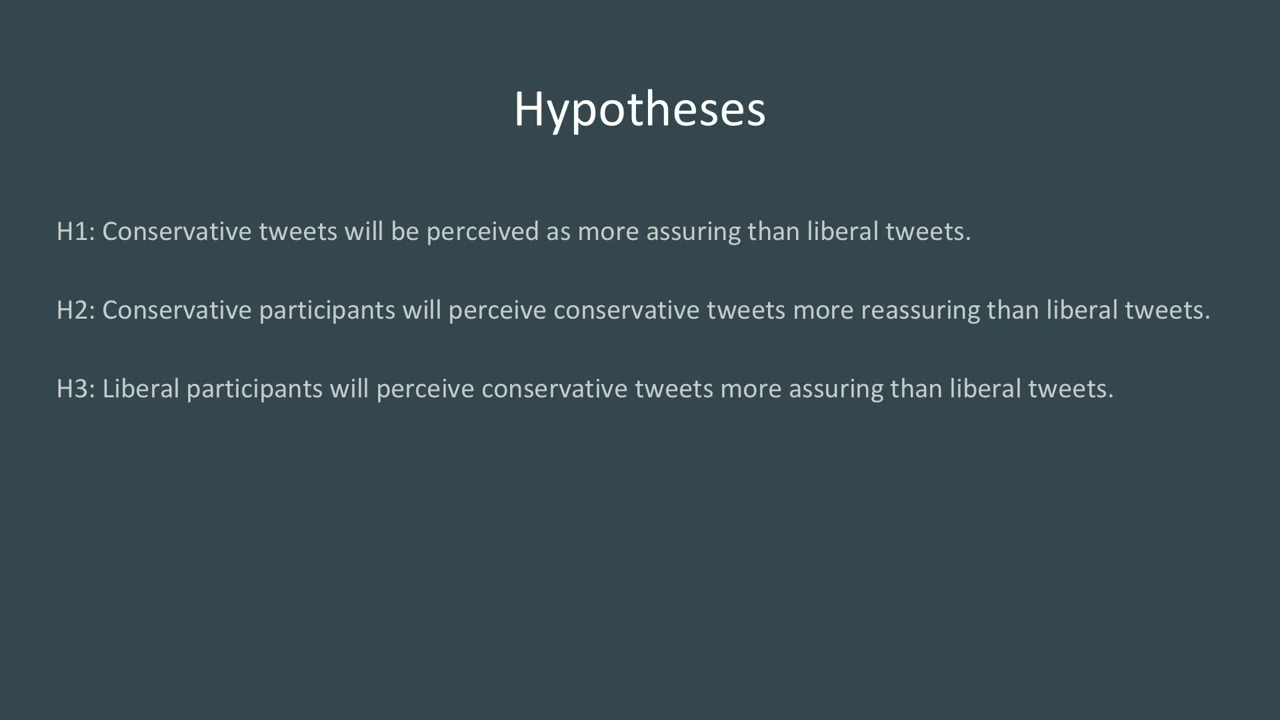 Hypotheses
H1: Conservative tweets will be perceived as more assuring than liberal tweets.
H2: Conservative participants will perceive conservative tweets more reassuring than liberal tweets.
H3: Liberal participants will perceive conservative tweets more assuring than liberal tweets.